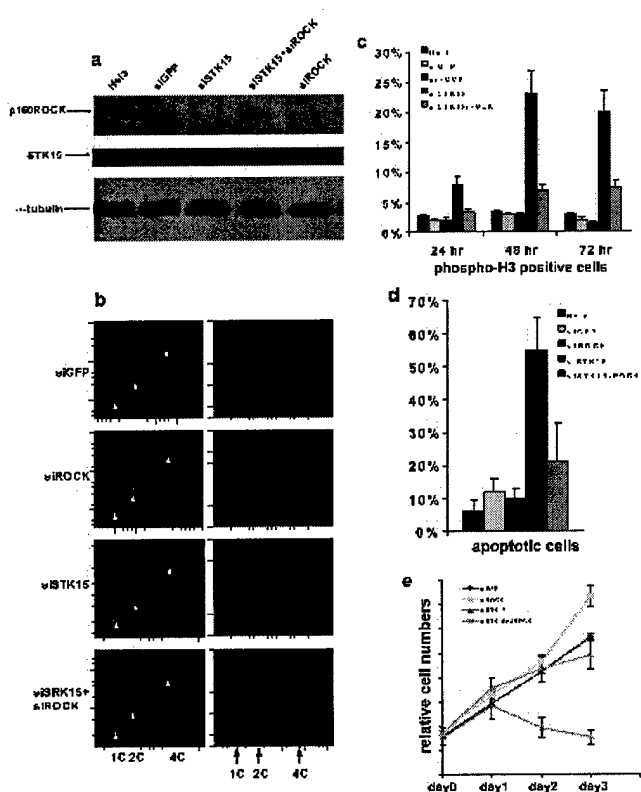 a
Hela
siGFP
siSTK15
siSTK15+siROCK
siROCK
p160ROCK
STK15
-tubulin
b
siGFP
siROCK
siSTK15
siSRK15+
siROCK
1C 2C 4C
1C 2C 4C
c
30%
25%
20%
15%
10%
5%
0%
24 hr 48 hr 72 hr
phospho-H3 positive cells
d
70%
60%
50%
40%
30%
20%
10%
0%
apoptotic cells
e
relative cell numbers
day0 day1 day2 day3